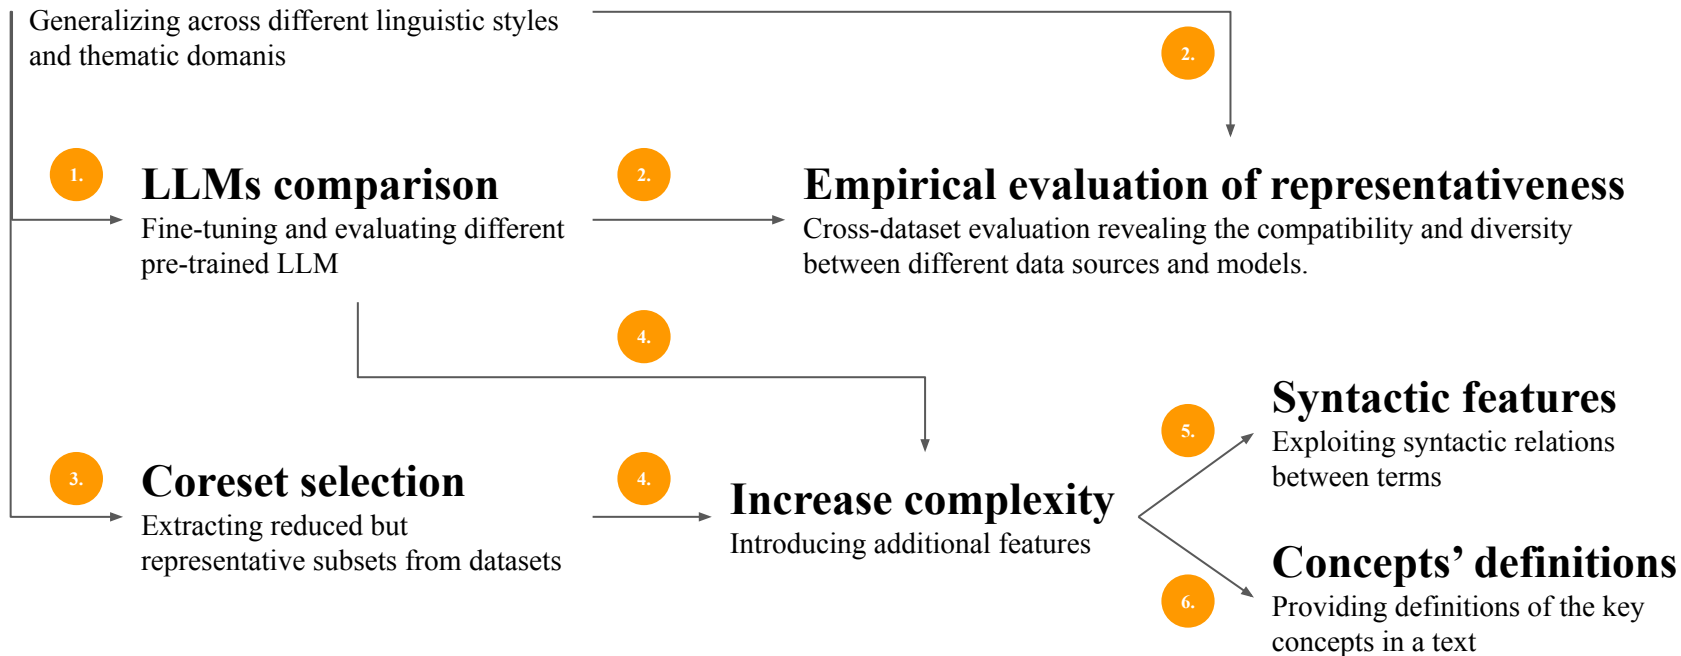 Generalizing across different linguistic styles
and thematic domanis
2.
1.
LLMs comparison
Fine-tuning and evaluating different
pre-trained LLM
2.
Empirical evaluation of representativeness
Cross-dataset evaluation revealing the compatibility and diversity
between different data sources and models.
4.
3.
Coreset selection
Extracting reduced but
representative subsets from datasets
4.
Increase complexity
Introducing additional features
5.
Syntactic features
Exploiting syntactic relations
between terms
6.
Concepts’ definitions
Providing definitions of the key
concepts in a text